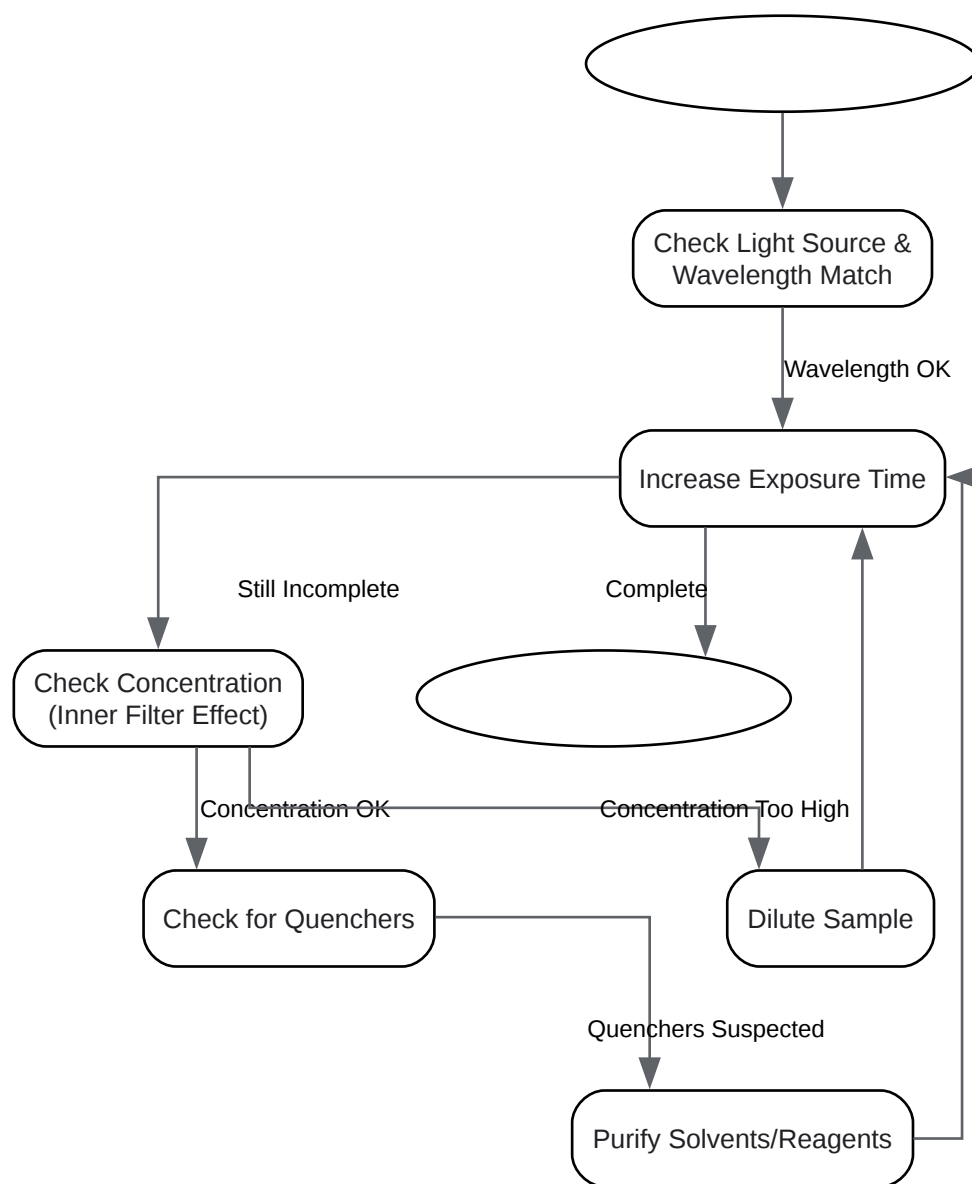 Check Light Source &
Wavelength Match
Wavelength OK
Increase Exposure Time
Still Incomplete
Complete
Check Concentration
(Inner Filter Effect)
Concentration OK
Concentration Too High
Check for Quenchers
Dilute Sample
Quenchers Suspected
Purify Solvents/Reagents